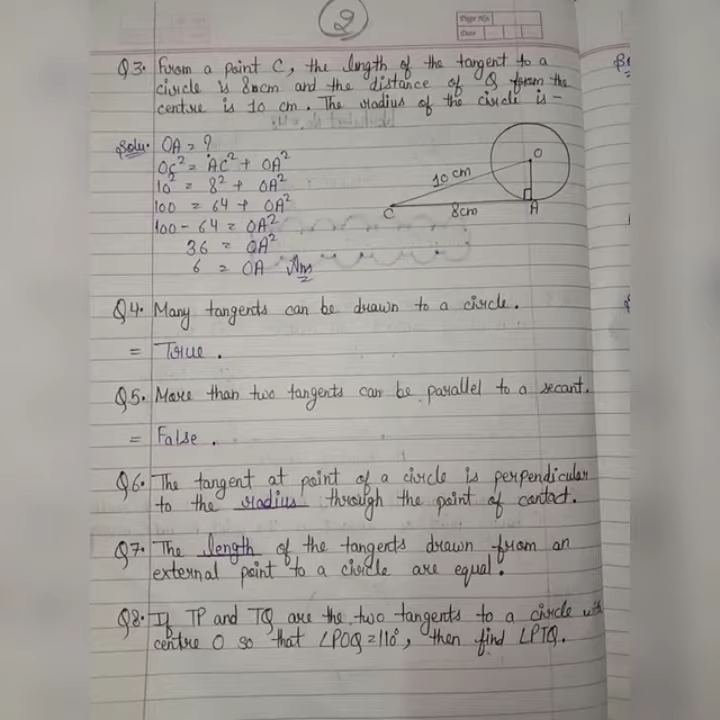 2
Page No.
Date
Q3. From a point C, the length of the tangent to a
circle is 8 cm and the distance of Q from the
centre is 10 cm. The radius of the circle is -
Solu. OA = ?
OC² = AC² + OA²
10² = 8² + OA²
100 = 64 + OA²
100 - 64 = OA²
36 = OA²
6 = OA Ans
O
10 cm
C
8cm
A
Q4. Many tangents can be drawn to a circle.
= True.
Q5. More than two tangents can be parallel to a secant.
= False.
Q6. The tangent at point of a circle is perpendicular
to the radius through the point of contact.
Q7. The length of the tangents drawn from an
external point to a circle are equal.
Q8. If TP and TQ are the two tangents to a circle with
centre O so that ∠POQ = 110°, then find ∠PTQ.